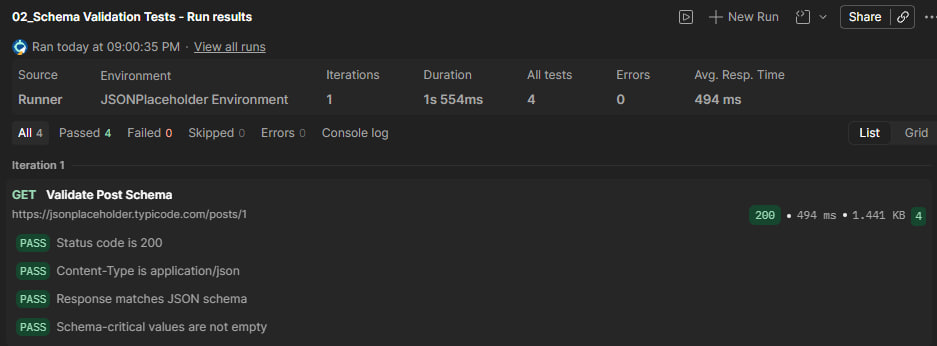 02_Schema Validation Tests - Run results
New Run
Share
Ran today at 09:00:35 PM · View all runs
Source Environment Iterations Duration All tests Errors Avg. Resp. Time
Runner JSONPlaceholder Environment 1 1s 554ms 4 0 494 ms
All 4 Passed 4 Failed 0 Skipped 0 Errors 0 Console log List Grid
Iteration 1
GET Validate Post Schema
https://jsonplaceholder.typicode.com/posts/1 200 • 494 ms • 1.441 KB 4
PASS Status code is 200
PASS Content-Type is application/json
PASS Response matches JSON schema
PASS Schema-critical values are not empty